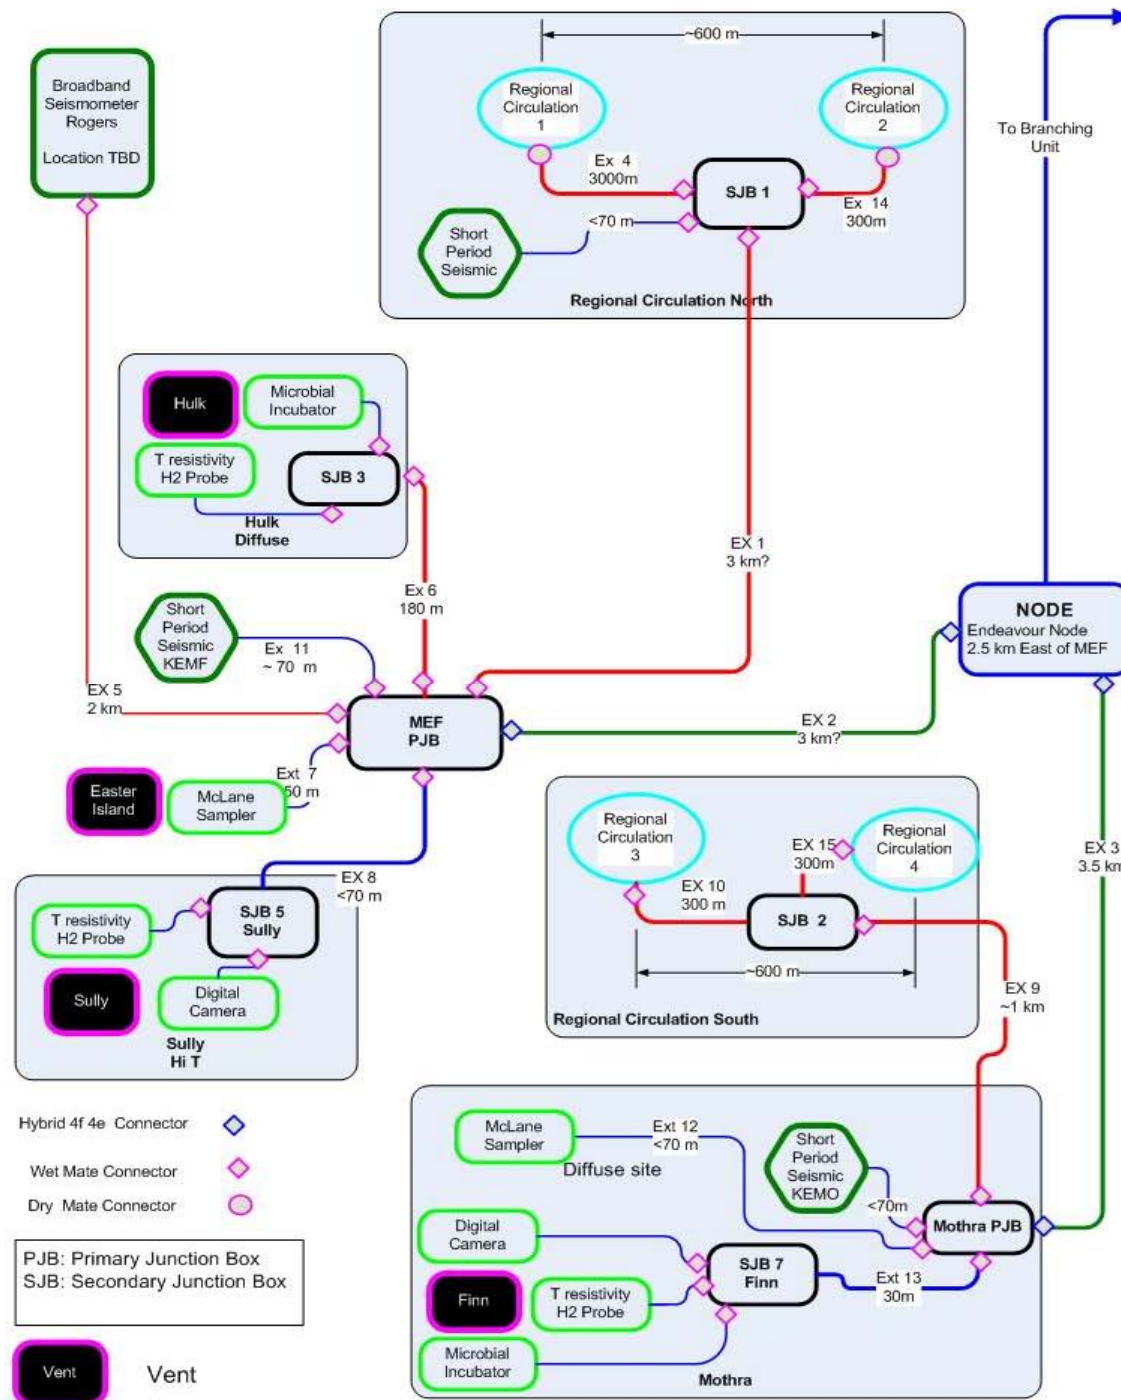 ~600 m
Broadband
Seismometer
Rogers
Location TBD
Regional
Circulation
1
Regional
Circulation
2
To Branching
Unit
Ex 4
3000m
SJB 1
Ex 14
300m
<70 m
Short
Period
Seismic
Regional Circulation North
Hulk
Microbial
Incubator
T resistivity
H2 Probe
SJB 3
Hulk
Diffuse
EX 1
3 km?
Ex 6
180 m
NODE
Endeavour Node
2.5 km East of MEF
Short
Period
Seismic
KEMF
Ex 11
~ 70 m
EX 5
2 km
MEF
PJB
EX 2
3 km?
Ext 7
50 m
Easter
Island
McLane
Sampler
Regional
Circulation
3
EX 15
300m
Regional
Circulation
4
EX 3
3.5 km
EX 8
<70 m
EX 10
300 m
SJB 2
T resistivity
H2 Probe
SJB 5
Sully
~600 m
Sully
Digital
Camera
EX 9
~1 km
Regional Circulation South
Sully
Hi T
Hybrid 4f 4e Connector
Wet Mate Connector
Dry Mate Connector
McLane
Sampler
Ext 12
<70 m
Diffuse site
Short
Period
Seismic
KEMO
<70m
Mothra PJB
Digital
Camera
PJB: Primary Junction Box
SJB: Secondary Junction Box
SJB 7
Finn
Ext 13
30m
Finn
T resistivity
H2 Probe
Microbial
Incubator
Mothra
Vent
Vent